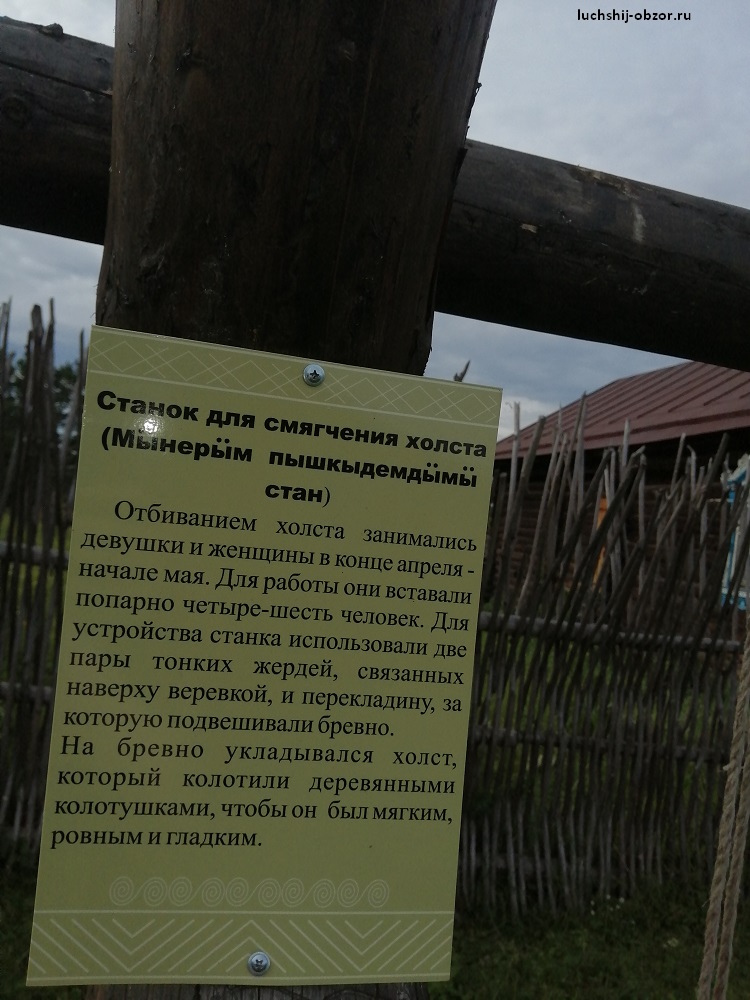 luchshij-obzor.ru
Станок для смягчения холста
(Мӹнерӹм пышкыдемдӹмӹ
стан)
Отбиванием холста занимались
девушки и женщины в конце апреля -
начале мая. Для работы они вставали
попарно четыре-шесть человек. Для
устройства станка использовали две
пары тонких жердей, связанных
наверху веревкой, и перекладину, за
которую подвешивали бревно.
На бревно укладывался холст,
который колотили деревянными
колотушками, чтобы он был мягким,
ровным и гладким.